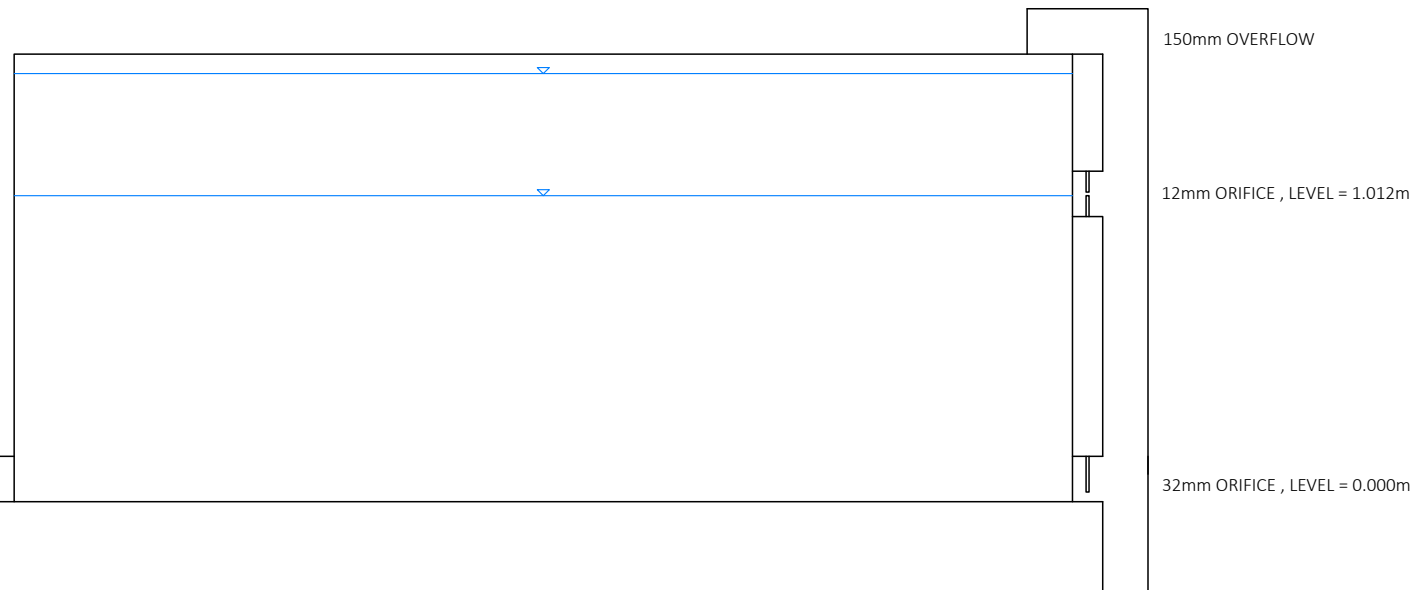 150mm OVERFLOW
12mm ORIFICE , LEVEL = 1.012m
32mm ORIFICE , LEVEL = 0.000m